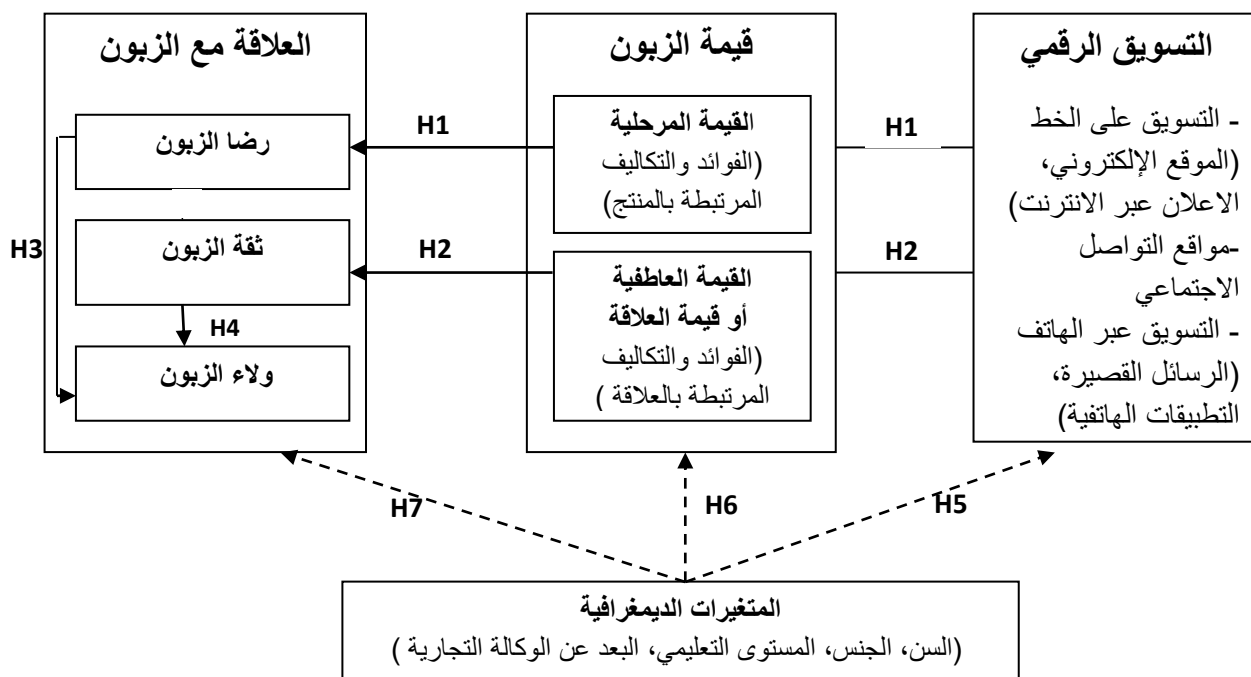 التسويق الرقمي
- التسويق على الخط
(الموقع الإلكتروني،
الاعلان عبر الانترنت)
-مواقع التواصل
الاجتماعي
- التسويق عبر الهاتف
(الرسائل القصيرة،
التطبيقات الهاتفية)
H1
H2
قيمة الزبون
القيمة المرحلية
(الفوائد والتكاليف
المرتبطة بالمنتج)
القيمة العاطفية
أو قيمة العلاقة
(الفوائد والتكاليف
المرتبطة بالعلاقة )
H1
H2
العلاقة مع الزبون
رضا الزبون
ثقة الزبون
H4
ولاء الزبون
H3
H5
H6
H7
المتغيرات الديمغرافية
(السن، الجنس، المستوى التعليمي، البعد عن الوكالة التجارية )